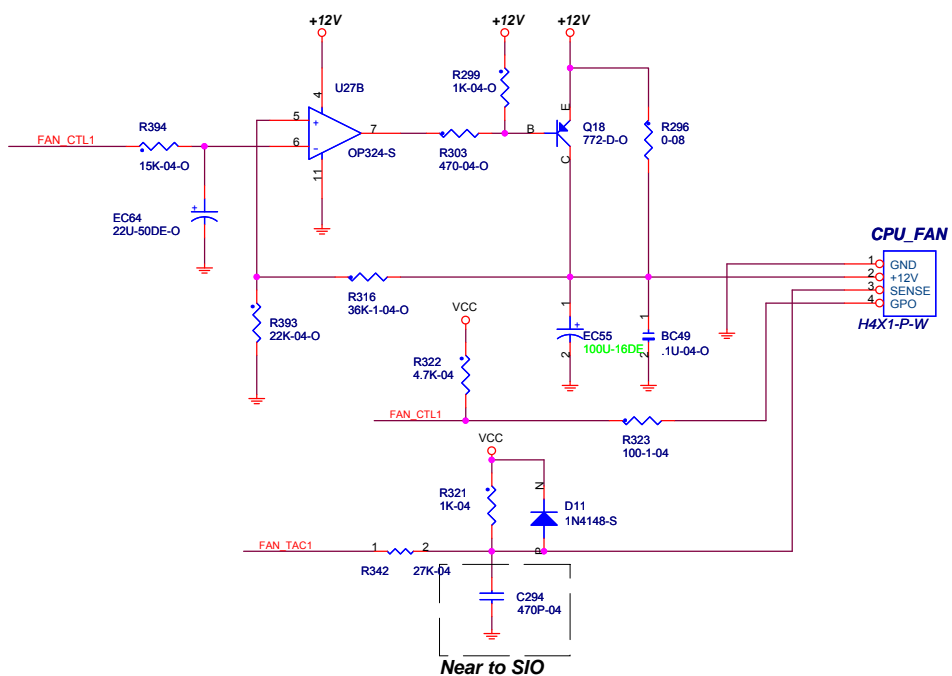 +12V
+12V +12V
U27B
R299
1K-04-O
4
5
+
7
6
-
OP324-S
11
R394
FAN_CTL1
15K-04-O
EC64
+
22U-50DE-O
R303
470-04-O
B
E
C
Q18
772-D-O
R296
0-08
CPU_FAN
1 GND
2 +12V
3 SENSE
4 GPO
H4X1-P-W
R316
36K-1-04-O
R393
22K-04-O
VCC
R322
4.7K-04
1
+
EC55
100U-16DE
2
1
BC49
.1U-04-O
2
FAN_CTL1
R323
100-1-04
VCC
R321
1K-04
N
D11
1N4148-S
P
FAN_TAC1
1 2
R342 27K-04
C294
470P-04
Near to SIO